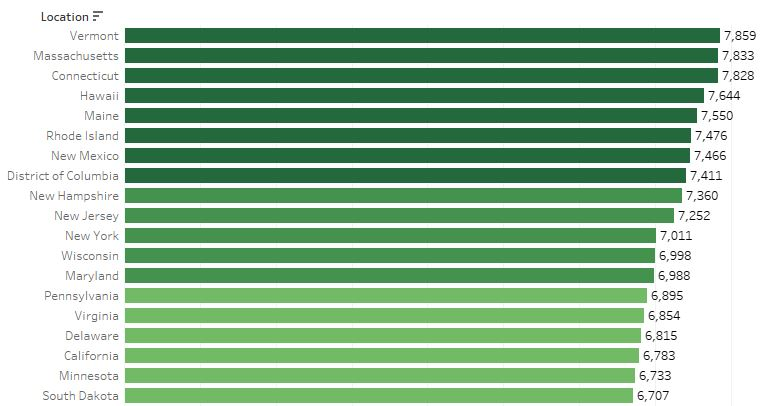 Location
Vermont 7,859
Massachusetts 7,833
Connecticut 7,828
Hawaii 7,644
Maine 7,550
Rhode Island 7,476
New Mexico 7,466
District of Columbia 7,411
New Hampshire 7,360
New Jersey 7,252
New York 7,011
Wisconsin 6,998
Maryland 6,988
Pennsylvania 6,895
Virginia 6,854
Delaware 6,815
California 6,783
Minnesota 6,733
South Dakota 6,707